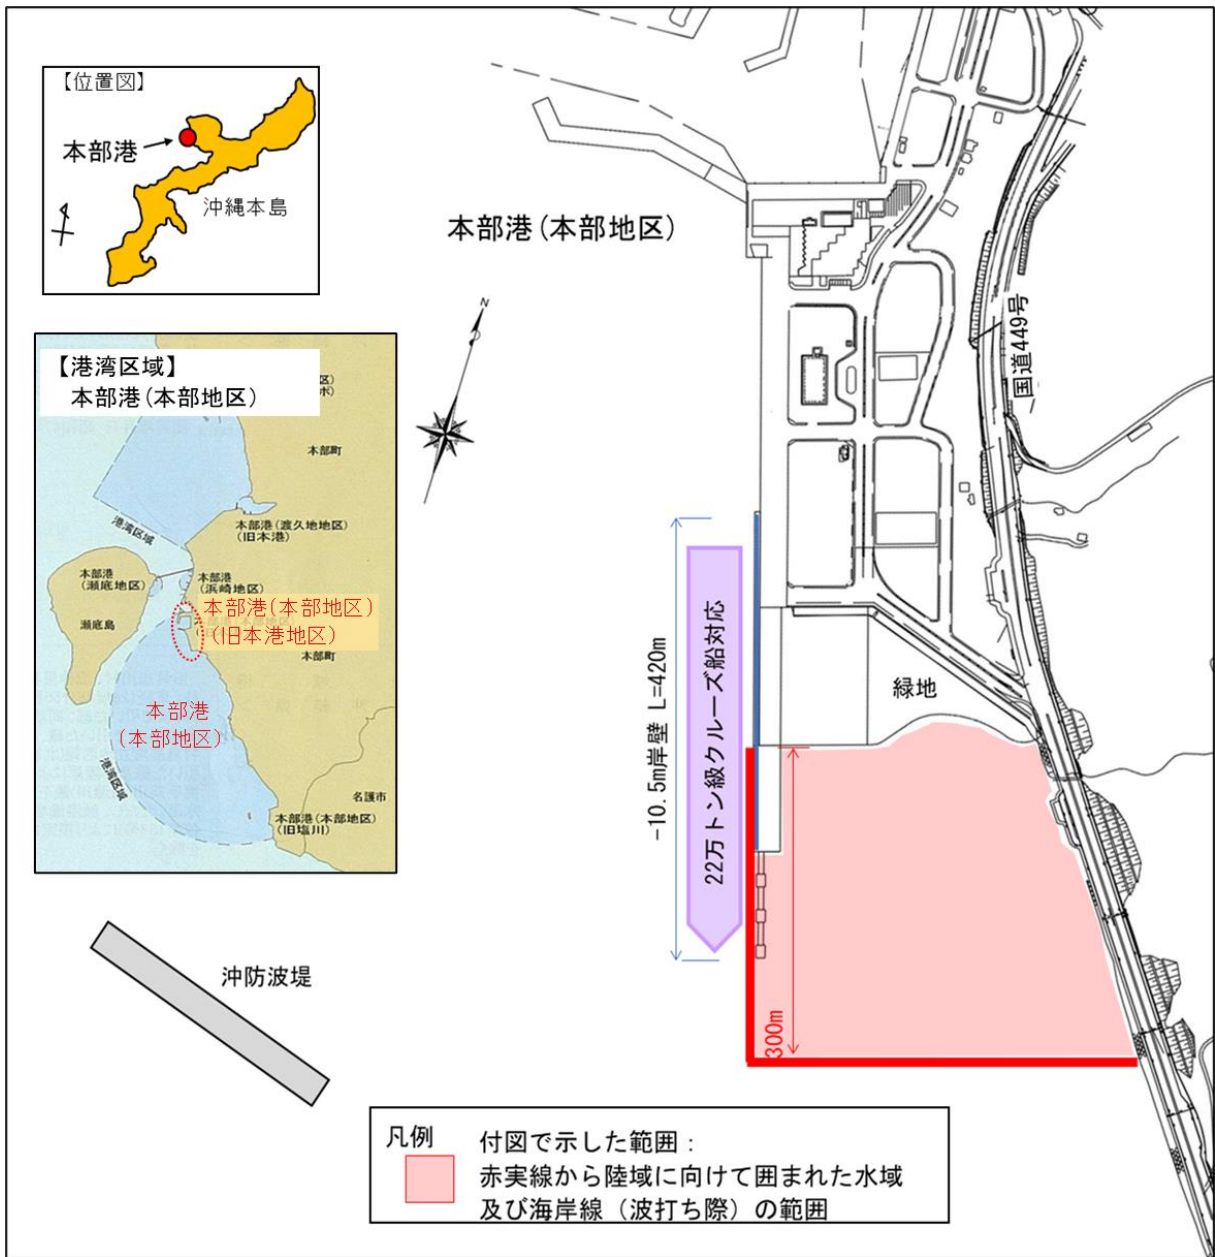 【位置図】
本部港
沖縄本島
本部港(本部地区)
N
国道449号
【港湾区域】
本部港(本部地区)
本部町
港湾区域
本部港(渡久地地区)
(旧本港)
本部港
(瀬底地区)
瀬底島
本部港
(浜崎地区)
本部港(本部地区)
(旧本港地区)
本部町
本部港
(本部地区)
港湾区域
名護市
本部港(本部地区)
(旧塩川)
-10.5m岸壁 L=420m
22万トン級クルーズ船対応
緑地
300m
沖防波堤
凡例
付図で示した範囲:
赤実線から陸域に向けて囲まれた水域
及び海岸線(波打ち際)の範囲